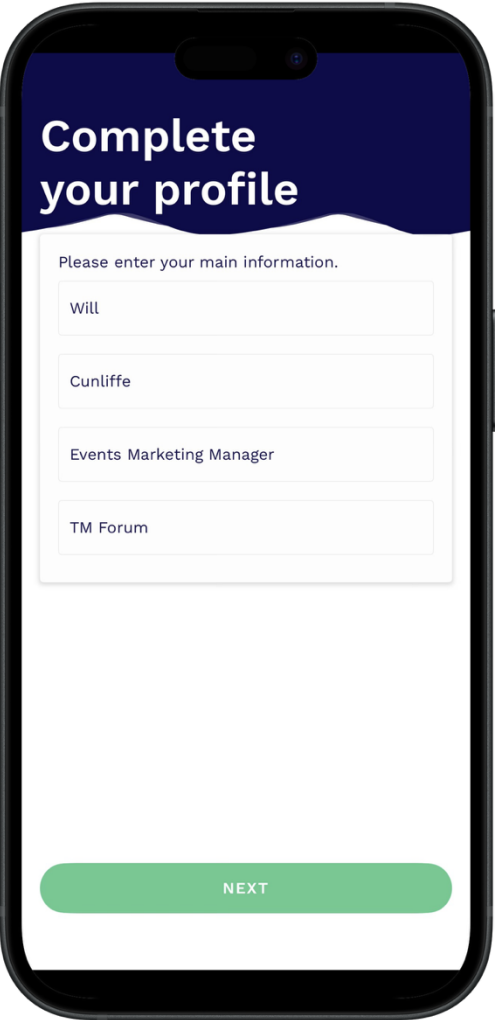 Complete
your profile
Please enter your main information.
Will
Cunliffe
Events Marketing Manager
TM Forum
NEXT